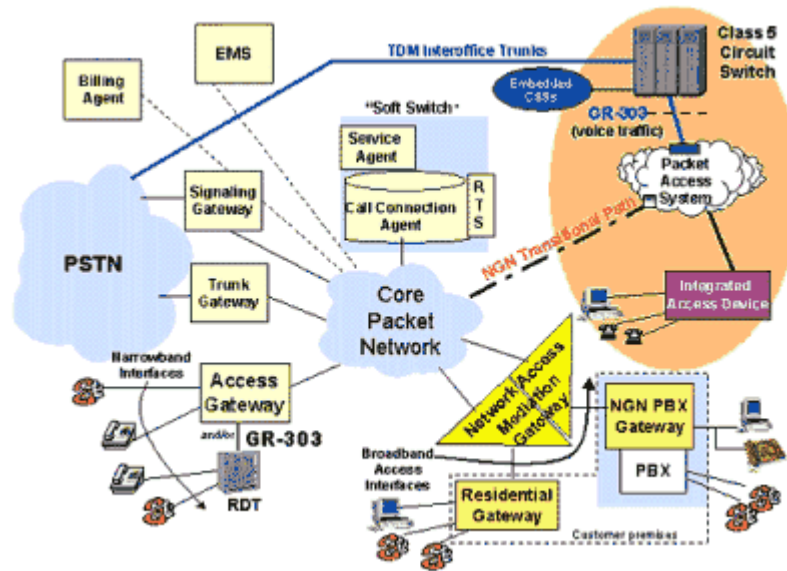 EMS
Billing
Agent
TDM Interoffice Trunks
Class 5
Circuit
Switch
Embedded
GR-303
(voice traffic)
"Soft Switch"
Service
Agent
Call Connection
Agent
R
T
S
Packet
Access
System
Signaling
Gateway
PSTN
Trunk
Gateway
Core
Packet
Network
NGN Transitional Path
Integrated
Access Device
Narrowband
Interfaces
Access
Gateway
and/or
GR-303
RDT
Network Access
Mediation
Gateway
Broadband
Access
Interfaces
Residential
Gateway
NGN PBX
Gateway
PBX
Customer premises